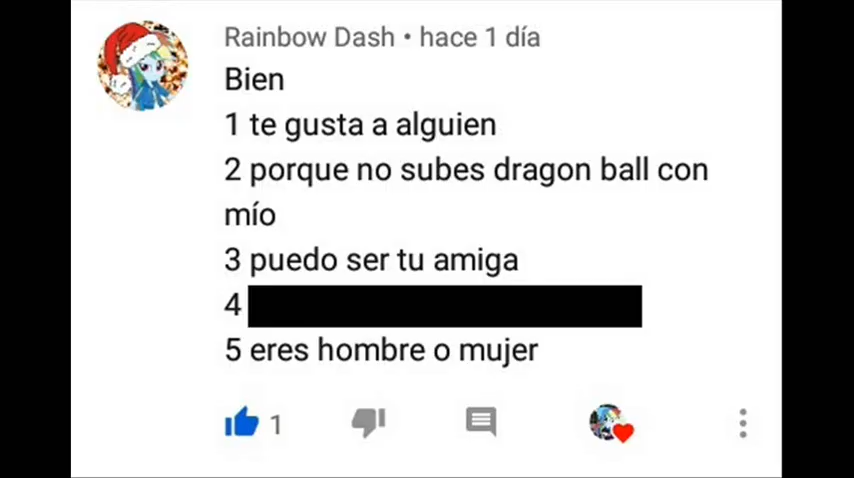 Rainbow Dash • hace 1 día
Bien
1 te gusta a alguien
2 porque no subes dragon ball con
mío
3 puedo ser tu amiga
4
5 eres hombre o mujer
1